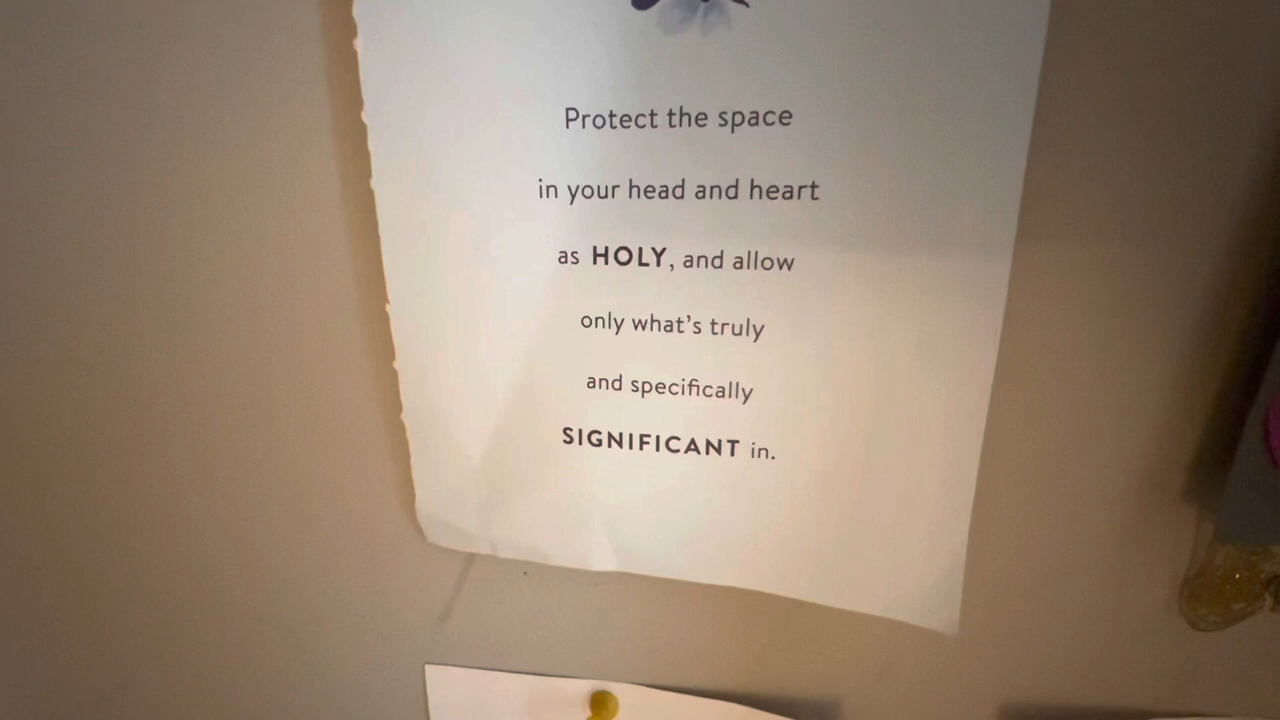 Protect the space
in your head and heart
as HOLY, and allow
only what's truly
and specifically
SIGNIFICANT in.